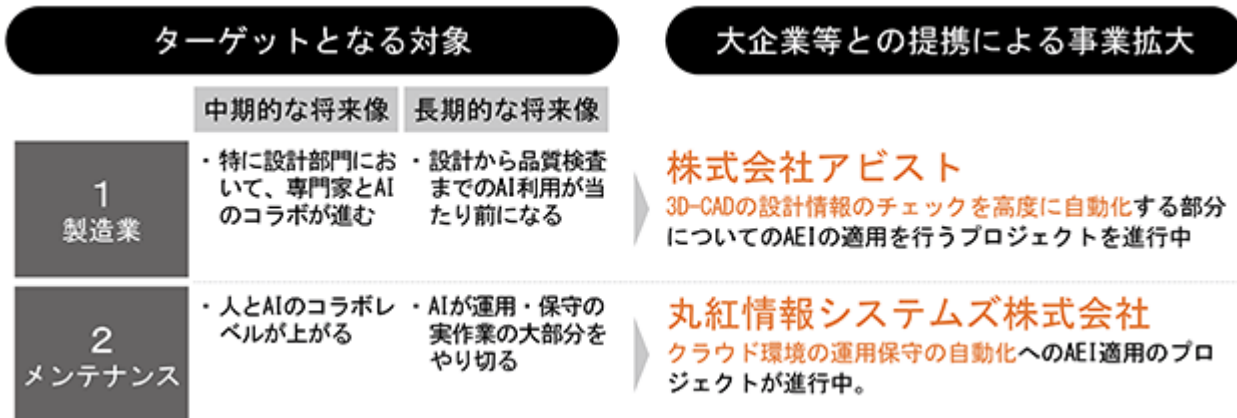 ターゲットとなる対象
大企業等との提携による事業拡大
中期的な将来像
長期的な将来像
1
製造業
・特に設計部門にお
いて、専門家とAI
のコラボが進む
・設計から品質検査
までのAI利用が当
たり前になる
株式会社アビスト
3D-CADの設計情報のチェックを高度に自動化する部分
についてのAEIの適用を行うプロジェクトを進行中
2
メンテナンス
・人とAIのコラボレ
ベルが上がる
・AIが運用・保守の
実作業の大部分を
やり切る
丸紅情報システムズ株式会社
クラウド環境の運用保守の自動化へのAEI適用のプロ
ジェクトが進行中。